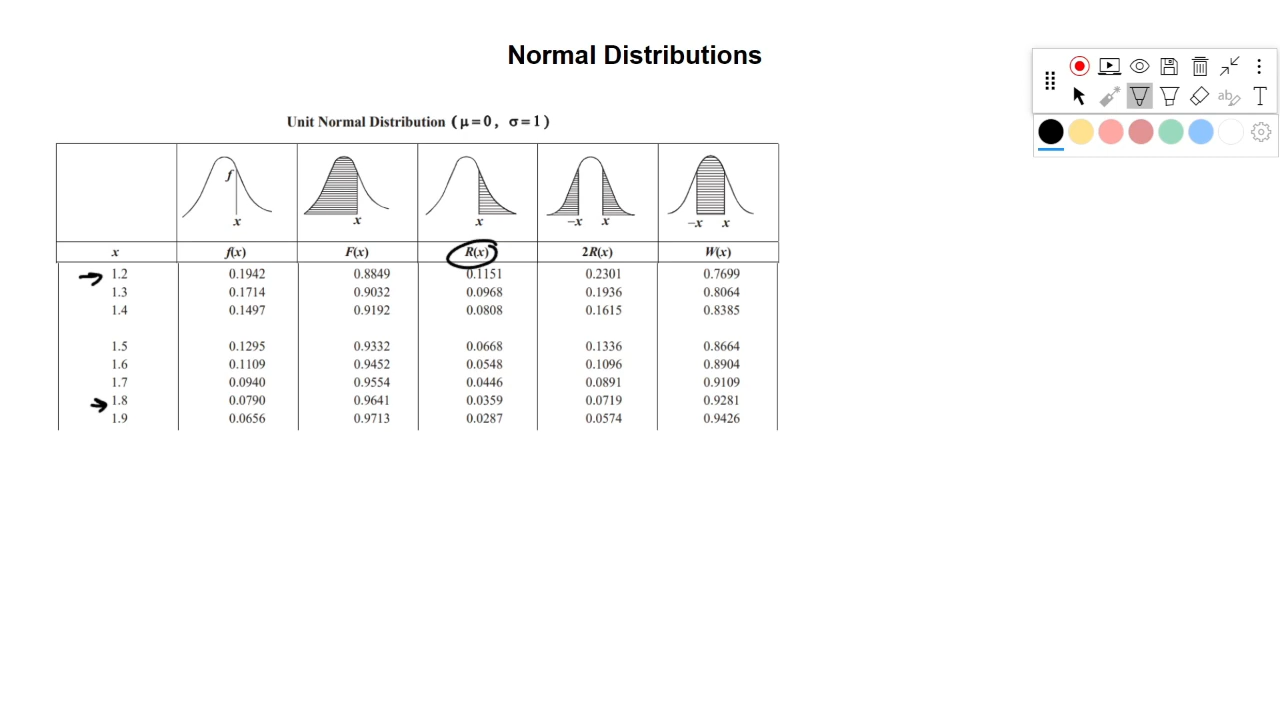 Normal Distributions
Unit Normal Distribution (μ=0, σ=1)
f
x x x −x x −x x
x f(x) F(x) R(x) 2R(x) W(x)
1.2 0.1942 0.8849 0.1151 0.2301 0.7699
1.3 0.1714 0.9032 0.0968 0.1936 0.8064
1.4 0.1497 0.9192 0.0808 0.1615 0.8385
1.5 0.1295 0.9332 0.0668 0.1336 0.8664
1.6 0.1109 0.9452 0.0548 0.1096 0.8904
1.7 0.0940 0.9554 0.0446 0.0891 0.9109
1.8 0.0790 0.9641 0.0359 0.0719 0.9281
1.9 0.0656 0.9713 0.0287 0.0574 0.9426
ab
T